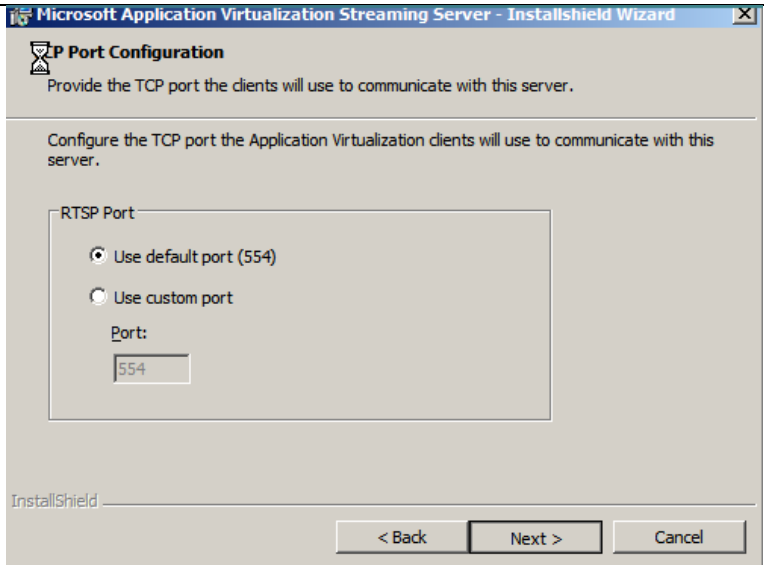 Microsoft Application Virtualization Streaming Server - Installshield Wizard
CP Port Configuration
Provide the TCP port the clients will use to communicate with this server.
Configure the TCP port the Application Virtualization clients will use to communicate with this
server.
RTSP Port
Use default port (554)
Use custom port
Port:
554
InstallShield
< Back
Next >
Cancel